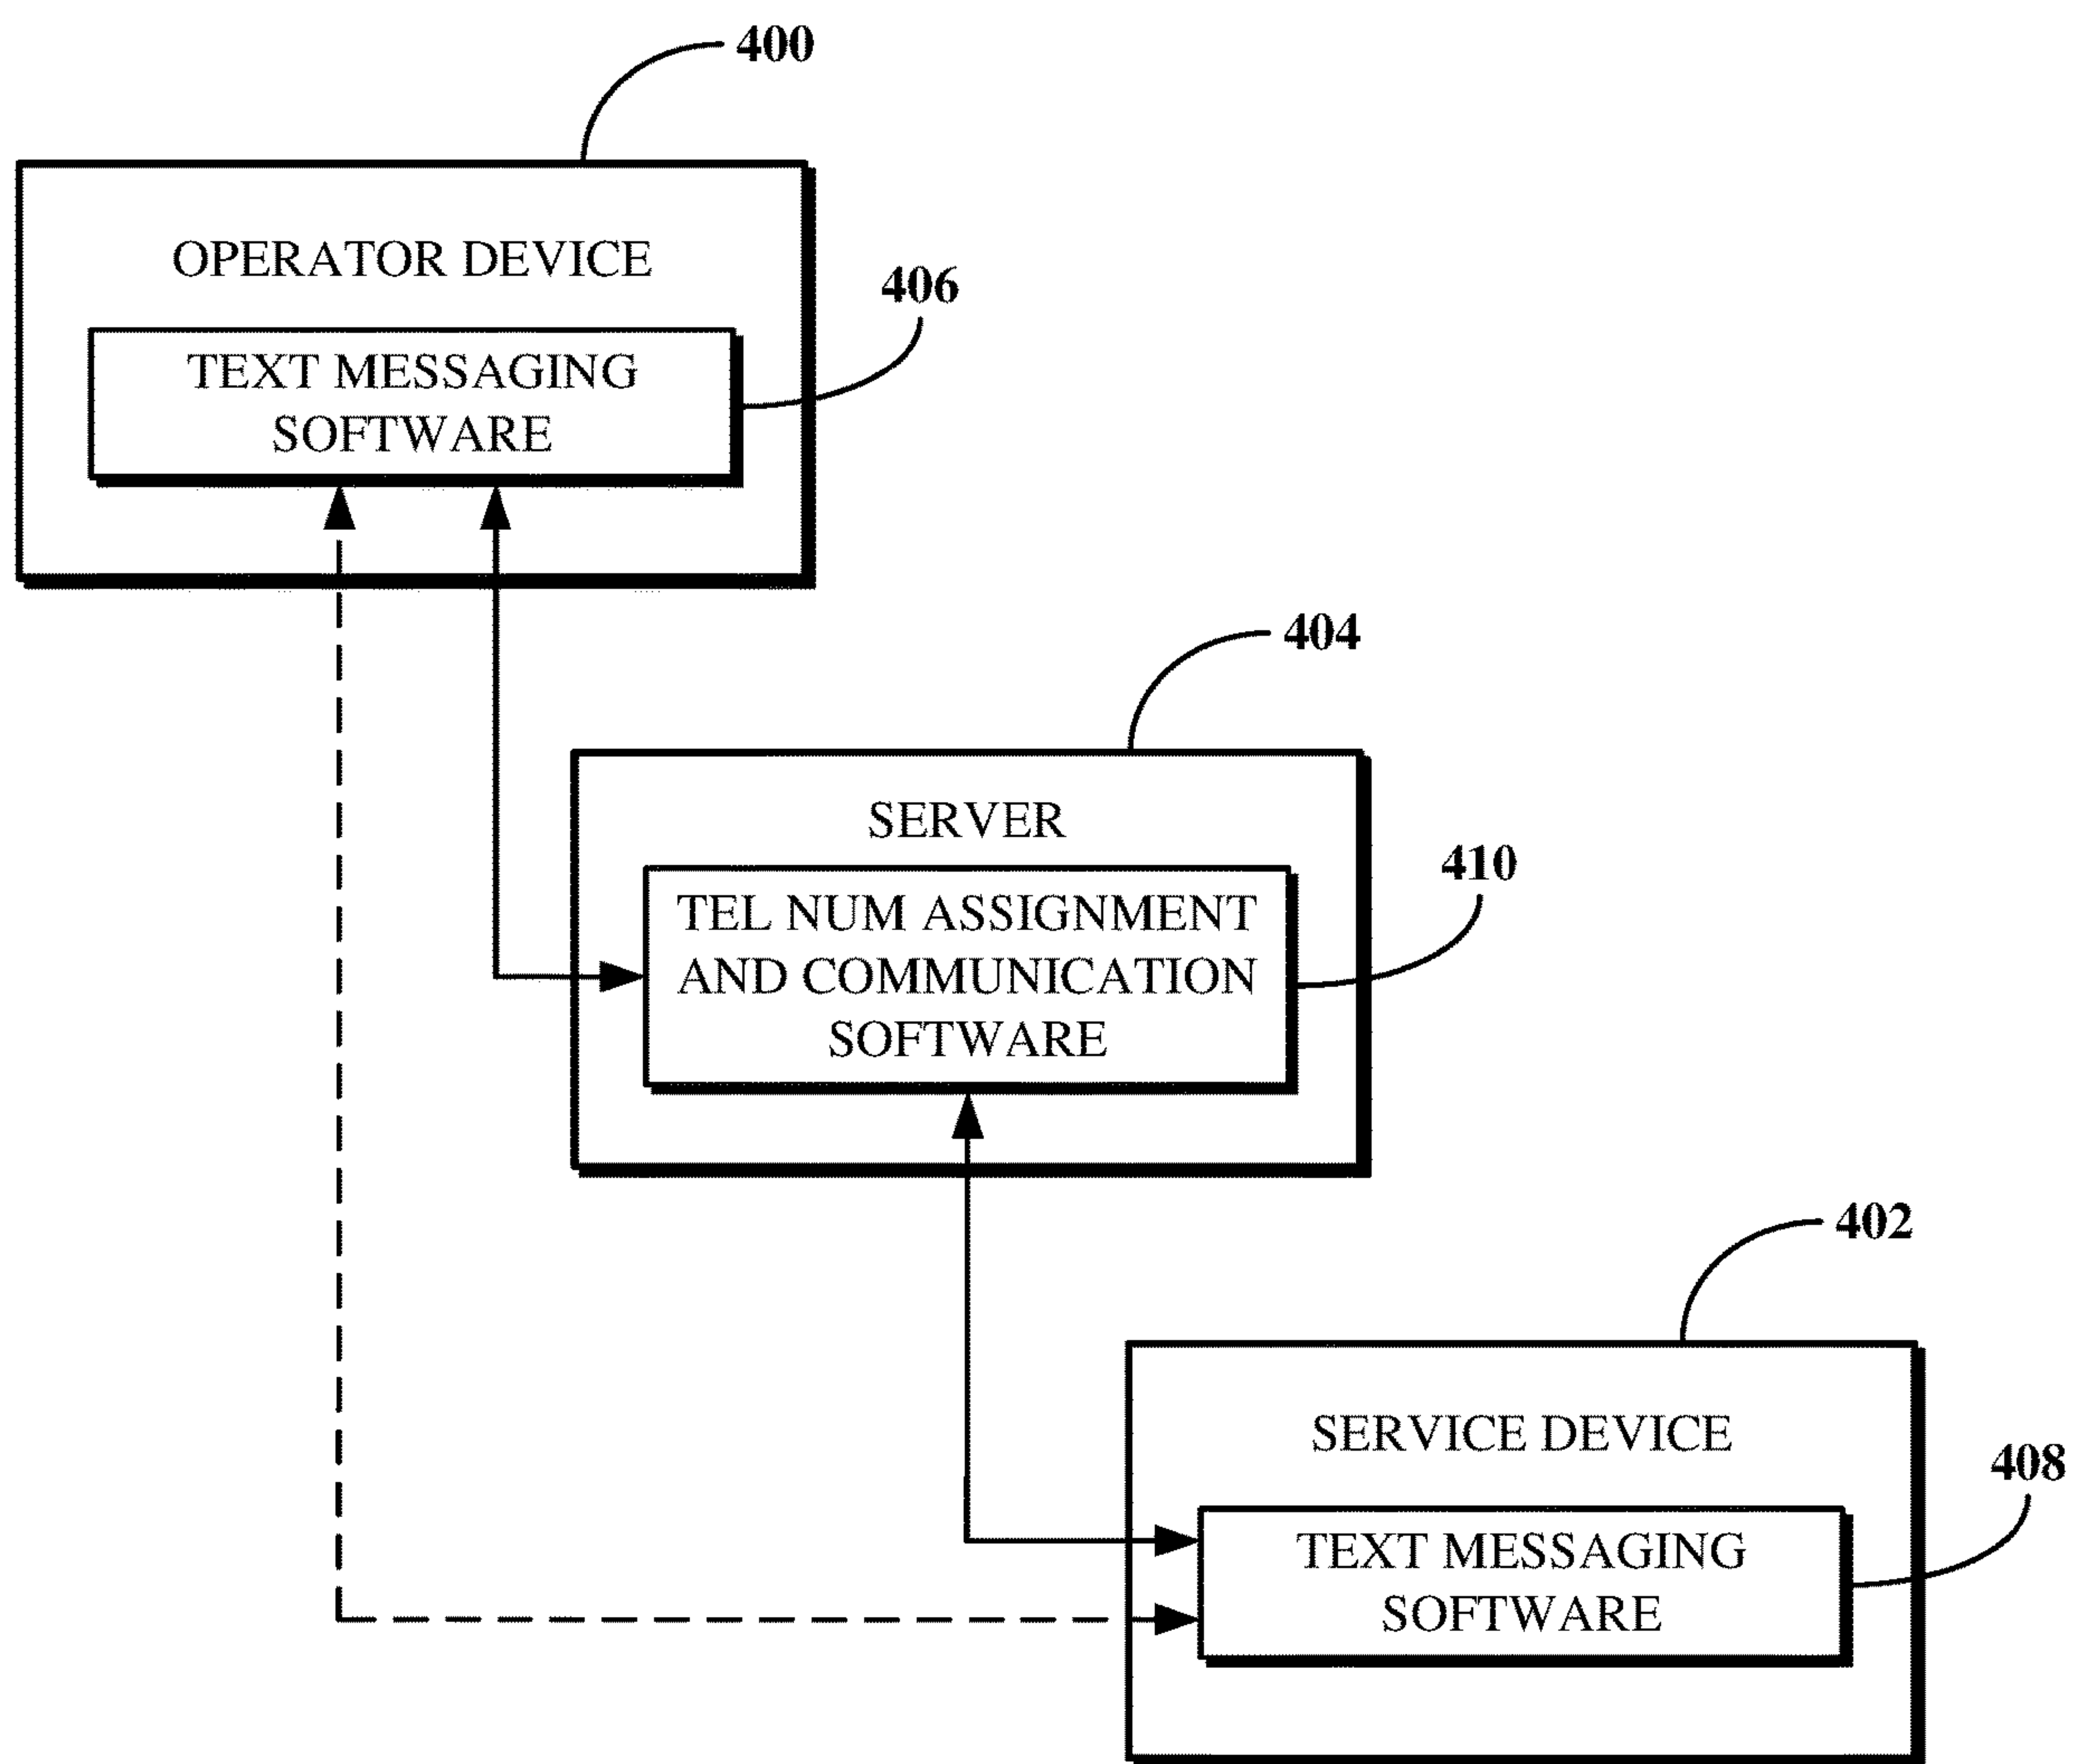 400
OPERATOR DEVICE
406
TEXT MESSAGING
SOFTWARE
404
SERVER
410
TEL NUM ASSIGNMENT
AND COMMUNICATION
SOFTWARE
402
SERVICE DEVICE
408
TEXT MESSAGING
SOFTWARE